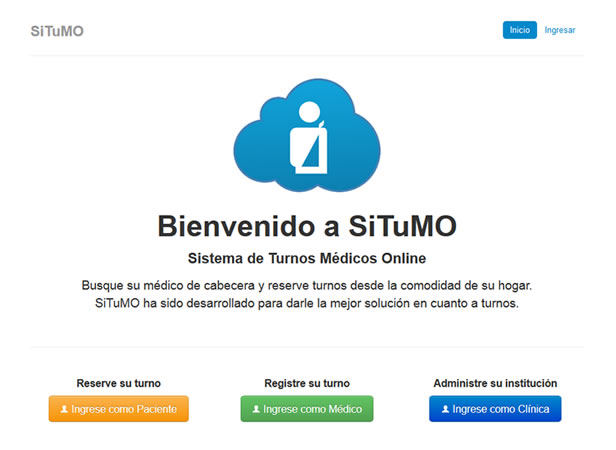 SiTuMO
Inicio Ingresar
Bienvenido a SiTuMO
Sistema de Turnos Médicos Online
Busque su médico de cabecera y reserve turnos desde la comodidad de su hogar.
SiTuMO ha sido desarrollado para darle la mejor solución en cuanto a turnos.
Reserve su turno
Ingrese como Paciente
Registre su turno
Ingrese como Médico
Administre su institución
Ingrese como Clínica